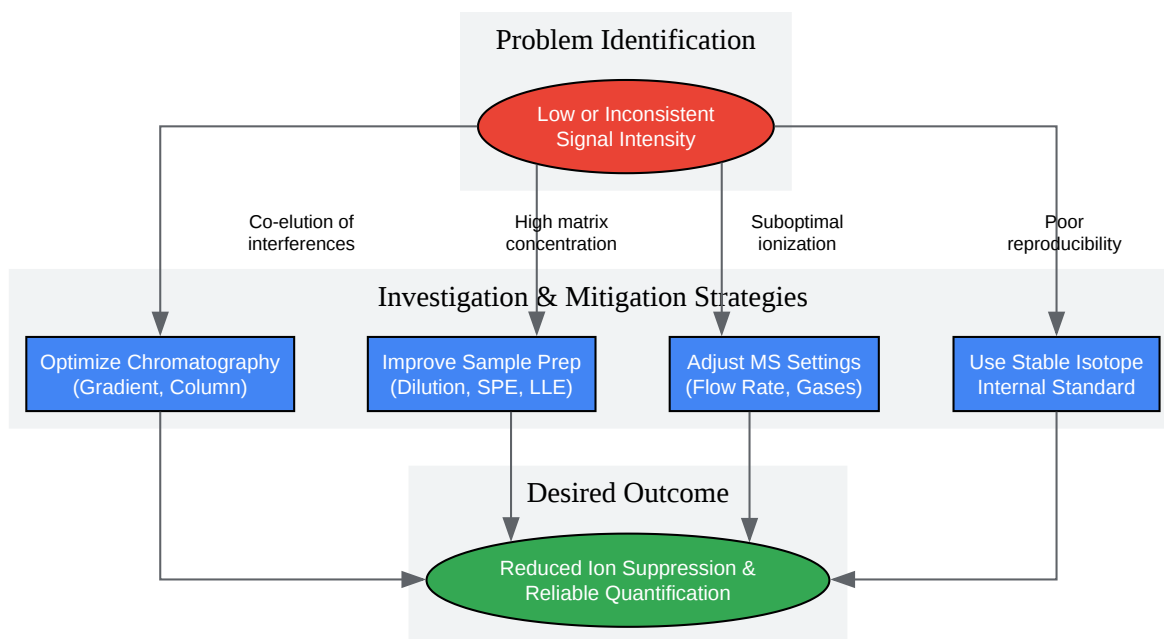 Problem Identification
Low or Inconsistent
Signal Intensity
Co-elution of
interferences
High matrix
concentration
Suboptimal
ionization
Poor
reproducibility
Investigation & Mitigation Strategies
Optimize Chromatography
(Gradient, Column)
Improve Sample Prep
(Dilution, SPE, LLE)
Adjust MS Settings
(Flow Rate, Gases)
Use Stable Isotope
Internal Standard
Desired Outcome
Reduced Ion Suppression &
Reliable Quantification